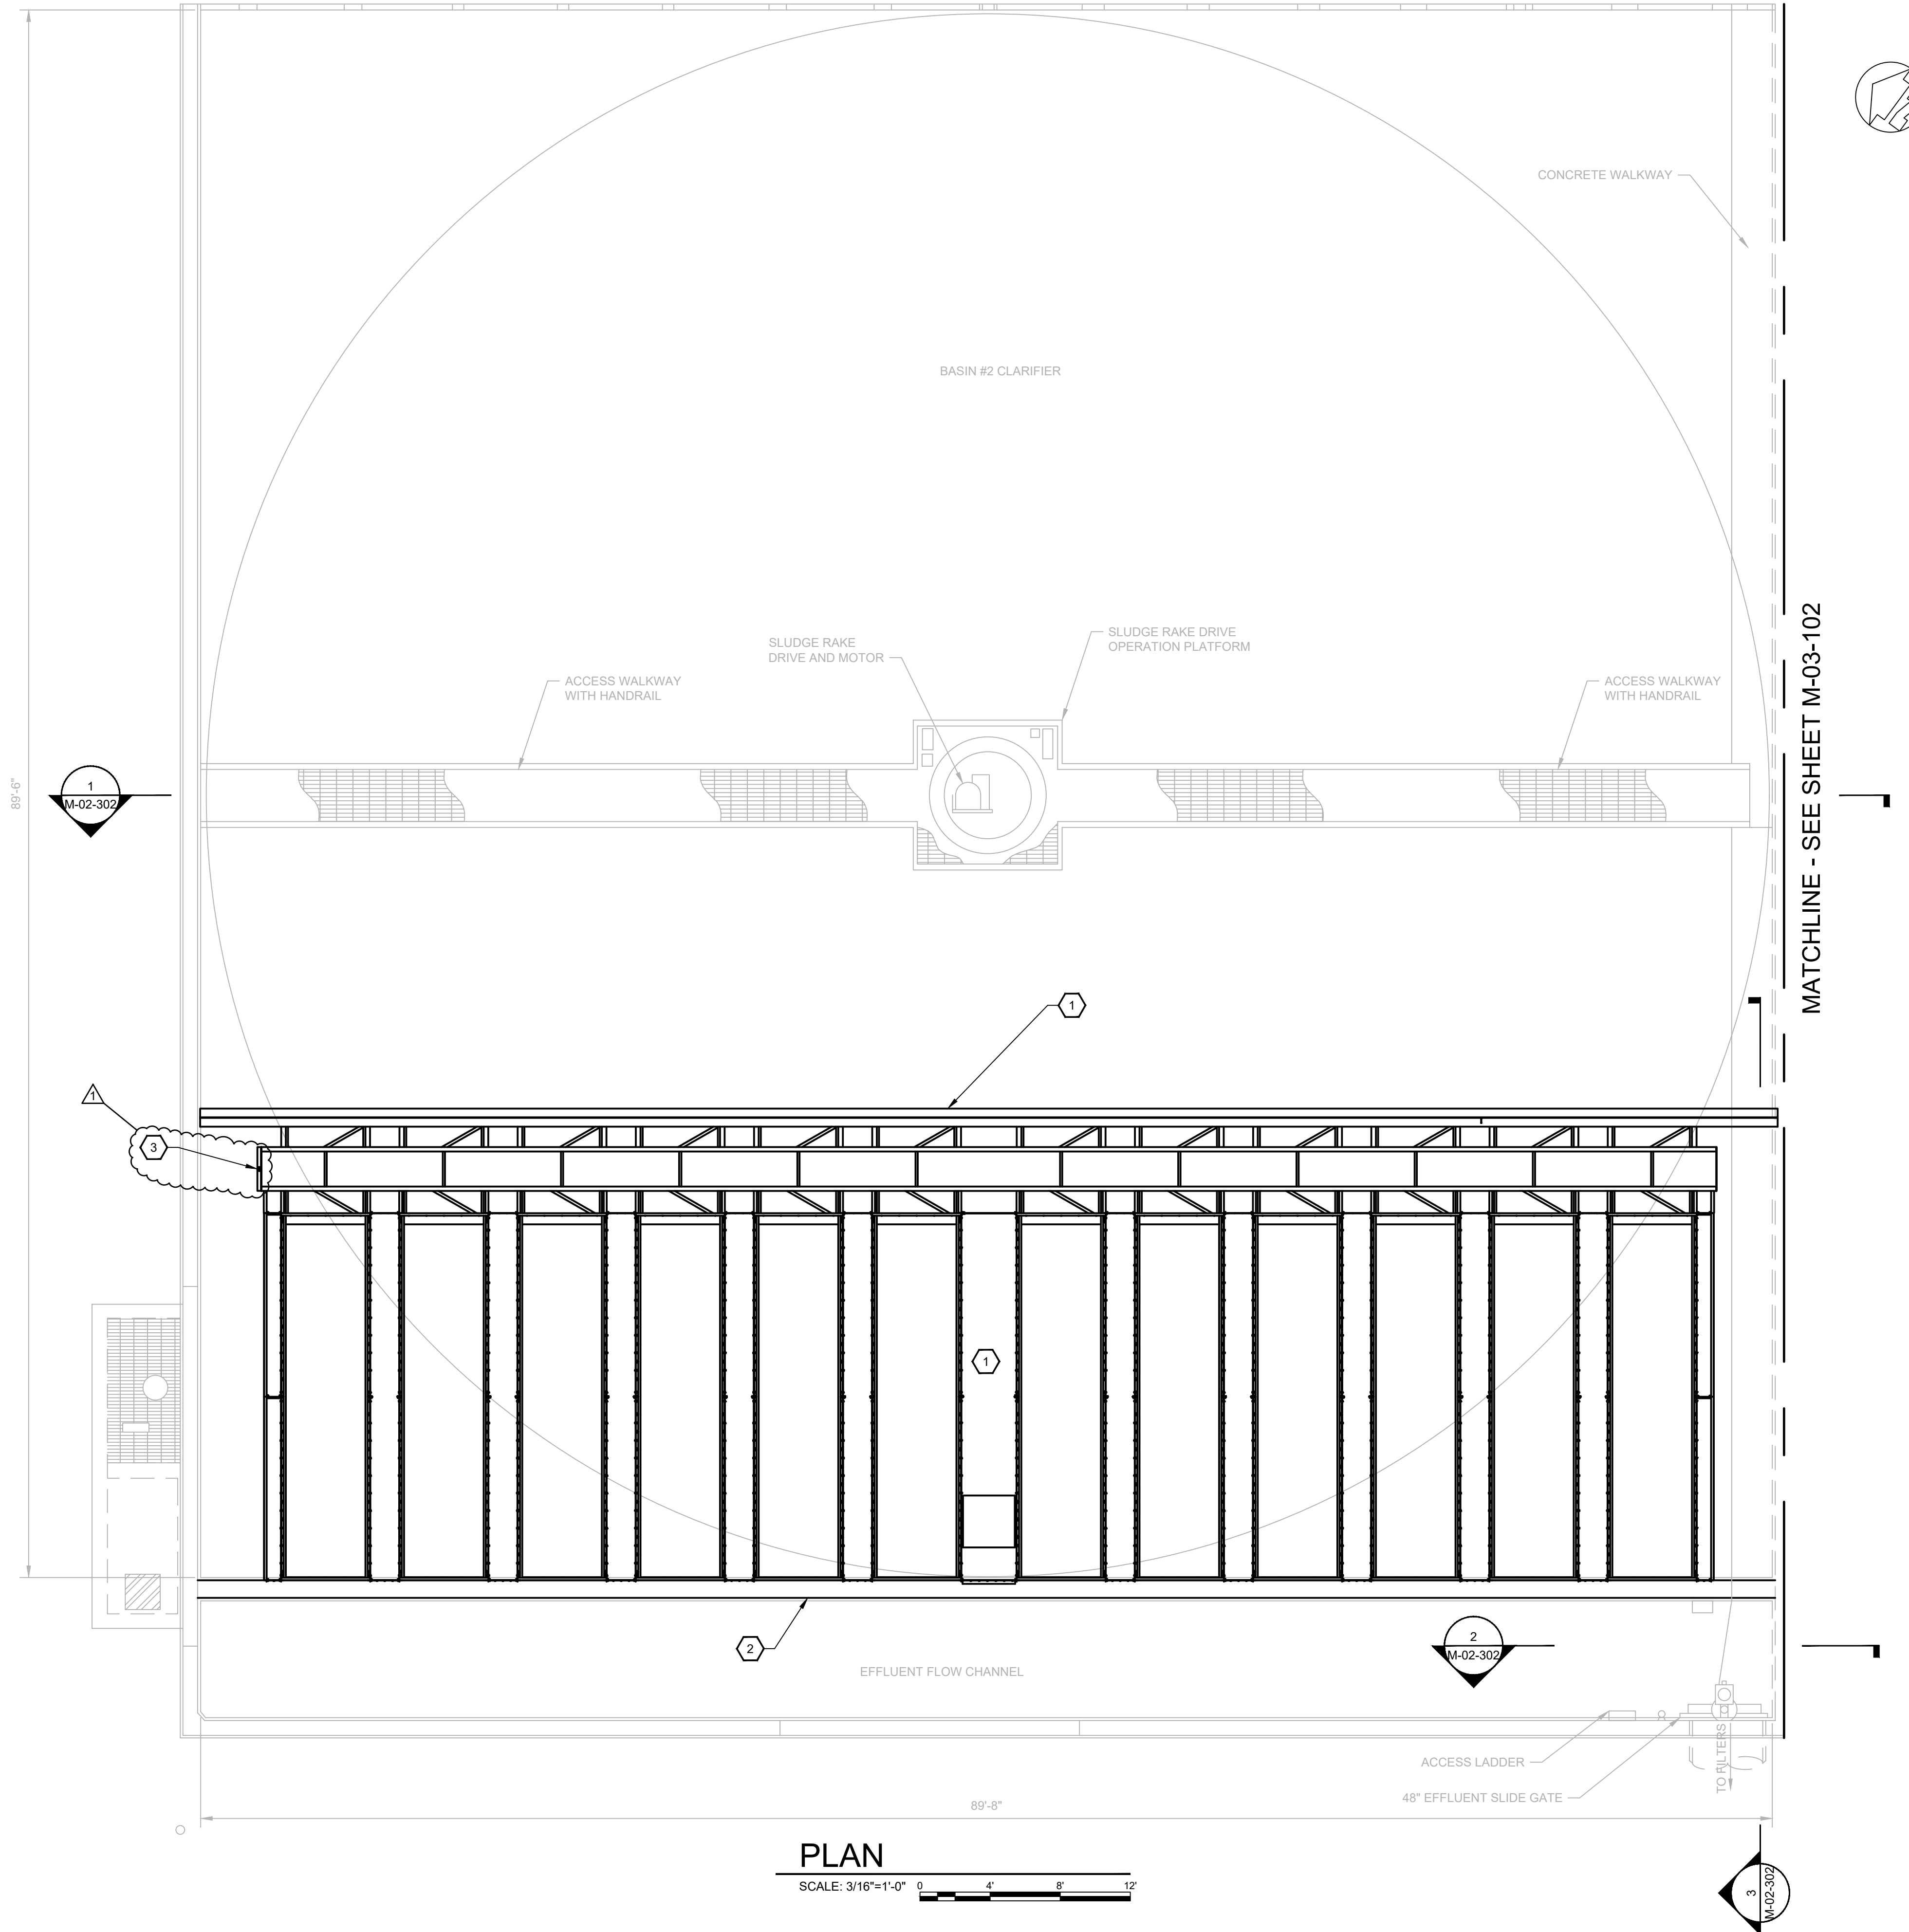 CONCRETE WALKWAY
BASIN #2 CLARIFIER
SLUDGE RAKE DRIVE
OPERATION PLATFORM
SLUDGE RAKE
DRIVE AND MOTOR
ACCESS WALKWAY
WITH HANDRAIL
ACCESS WALKWAY
WITH HANDRAIL
MATCHLINE - SEE SHEET M-03-102
89'-6"
1
M-02-302
1
1
3
1
2
2
M-02-302
EFFLUENT FLOW CHANNEL
TO FILTERS
ACCESS LADDER
48" EFFLUENT SLIDE GATE
89'-8"
PLAN
SCALE: 3/16"=1'-0"
0 4' 8' 12'
3
M-02-302